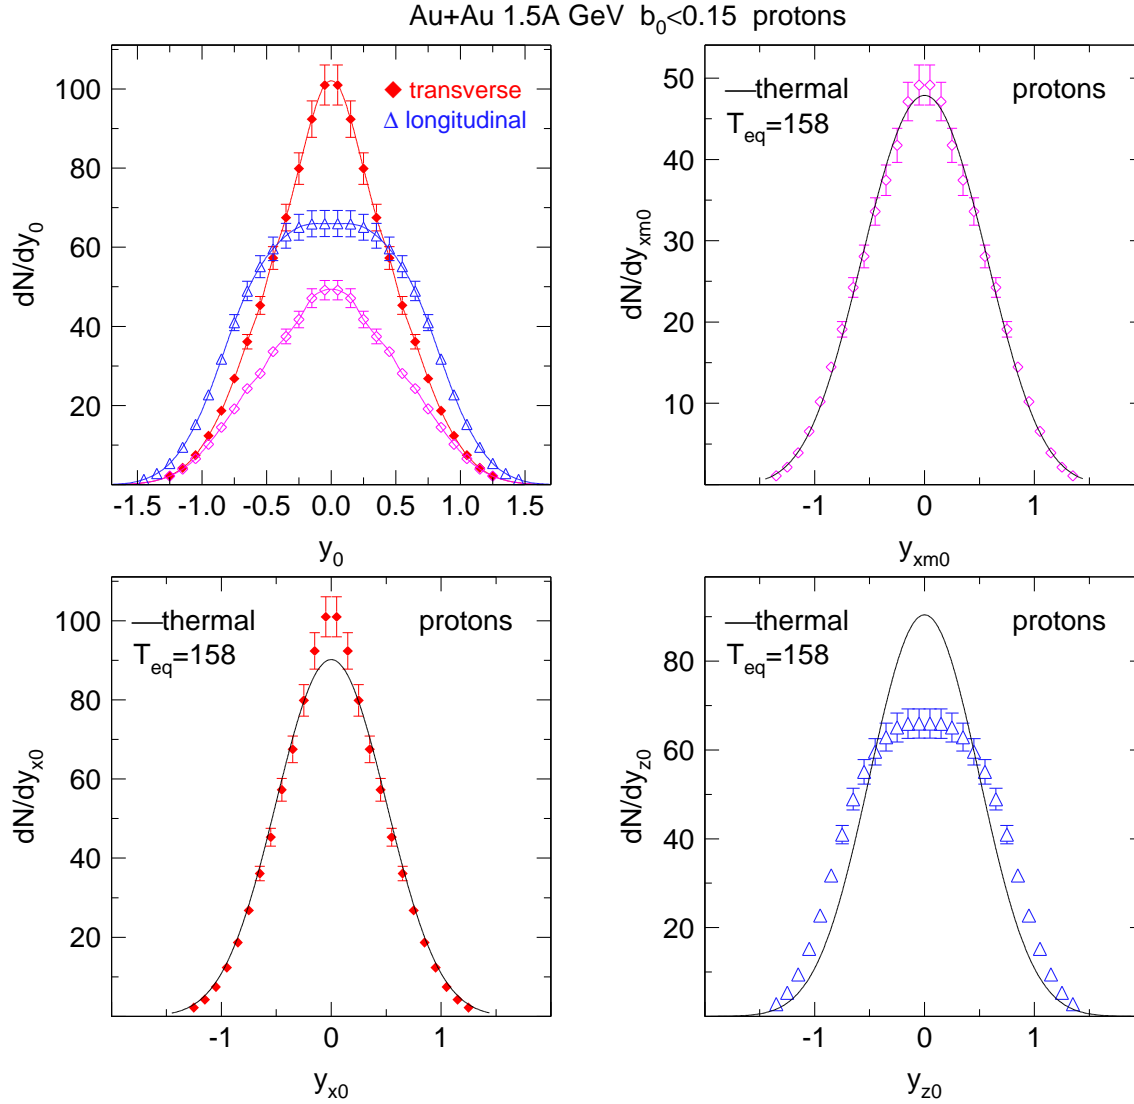 Au+Au 1.5A GeV b0<0.15 protons
100
80
60
40
20
dN/dy0
transverse
longitudinal
-1.5 -1.0 -0.5 0.0 0.5 1.0 1.5
y0
50
40
30
20
10
dN/dyxm0
thermal protons
Teq=158
-1 0 1
yxm0
100
80
60
40
20
dN/dyx0
thermal protons
Teq=158
-1 0 1
yx0
80
60
40
20
dN/dyz0
thermal protons
Teq=158
-1 0 1
yz0